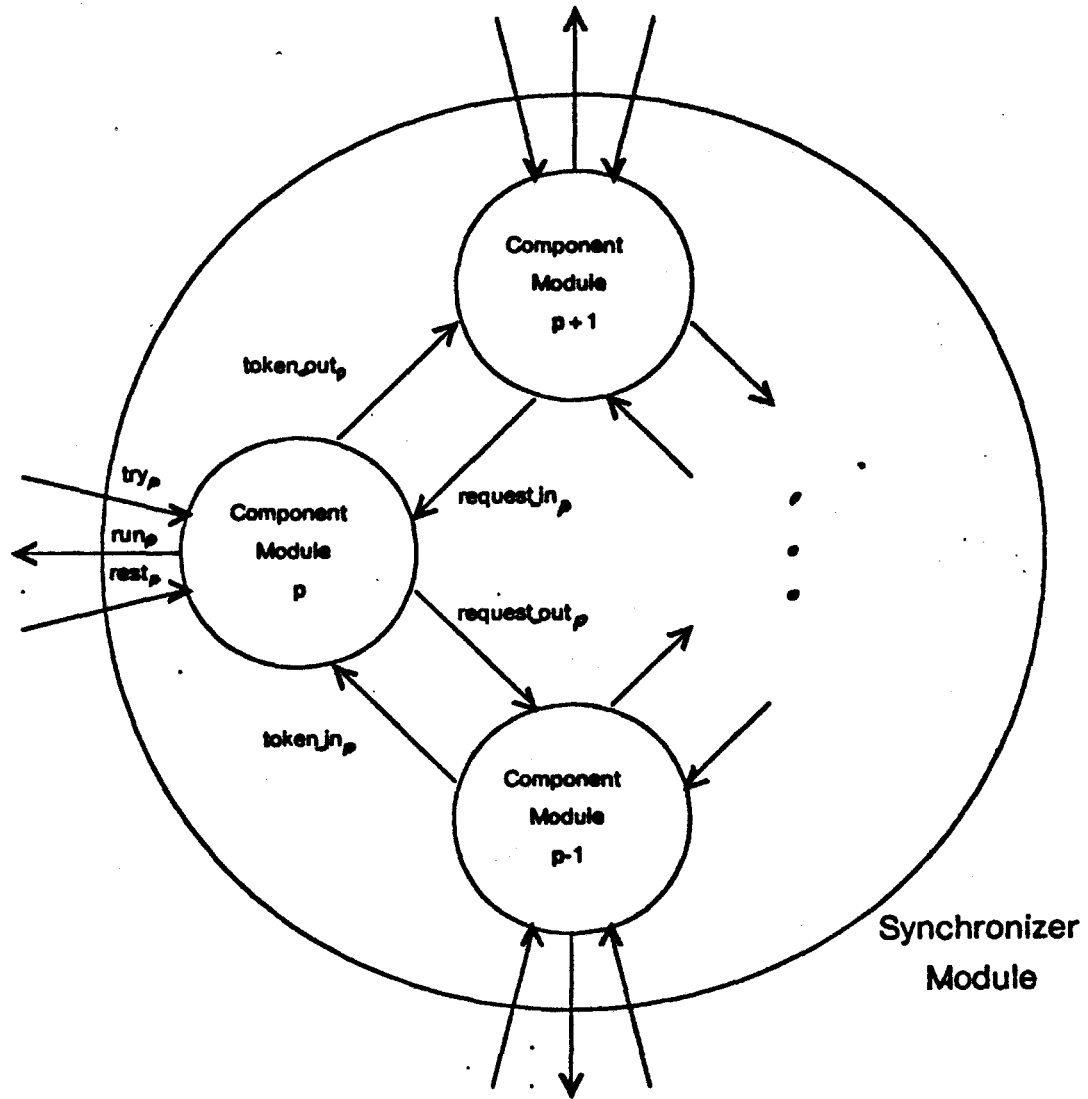 Component
Module
p + 1
token_out_p
try_p
request_in_p
Component
Module
p
run_p
rest_p
request_out_p
token_in_p
Component
Module
p-1
Synchronizer
Module